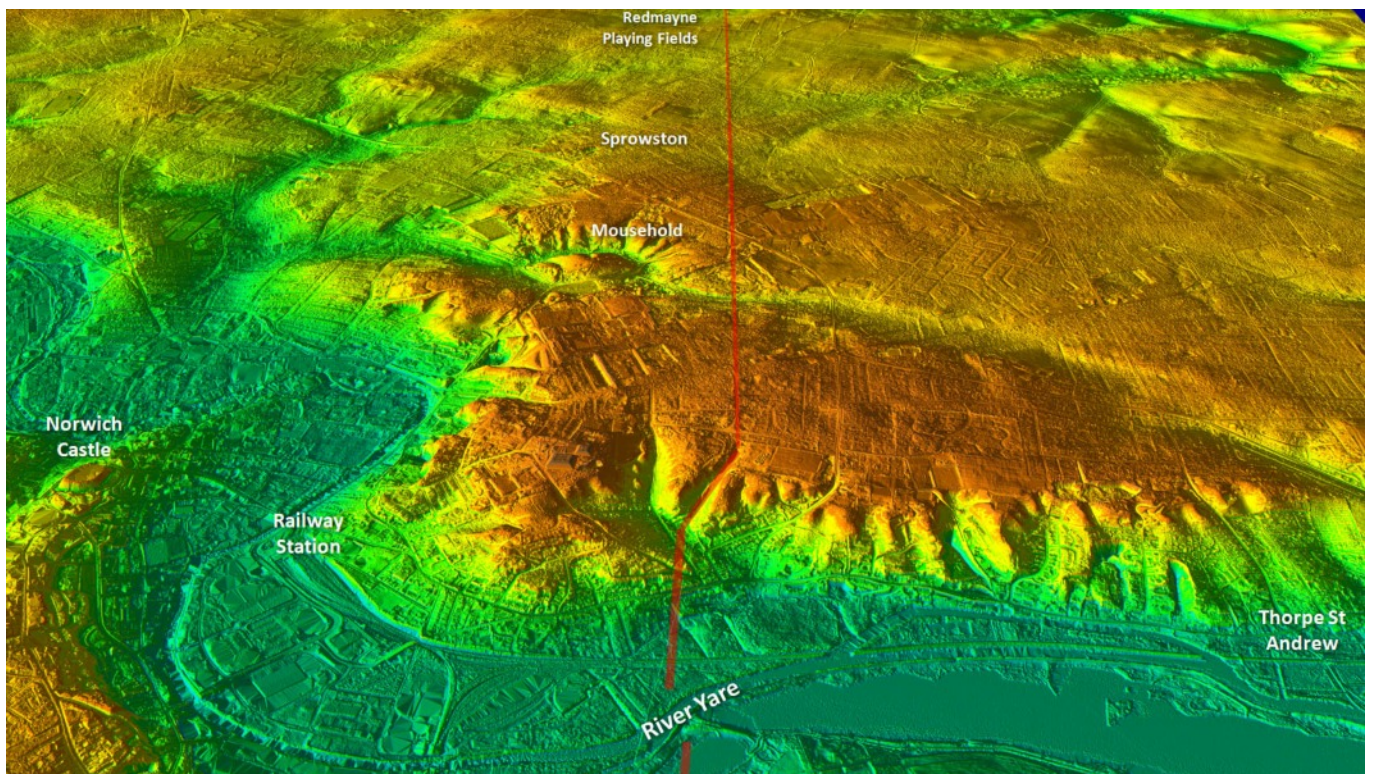 Redmayne
Playing Fields
Sprowston
Mousehold
Norwich
Castle
Railway
Station
Thorpe St
Andrew
River Yare